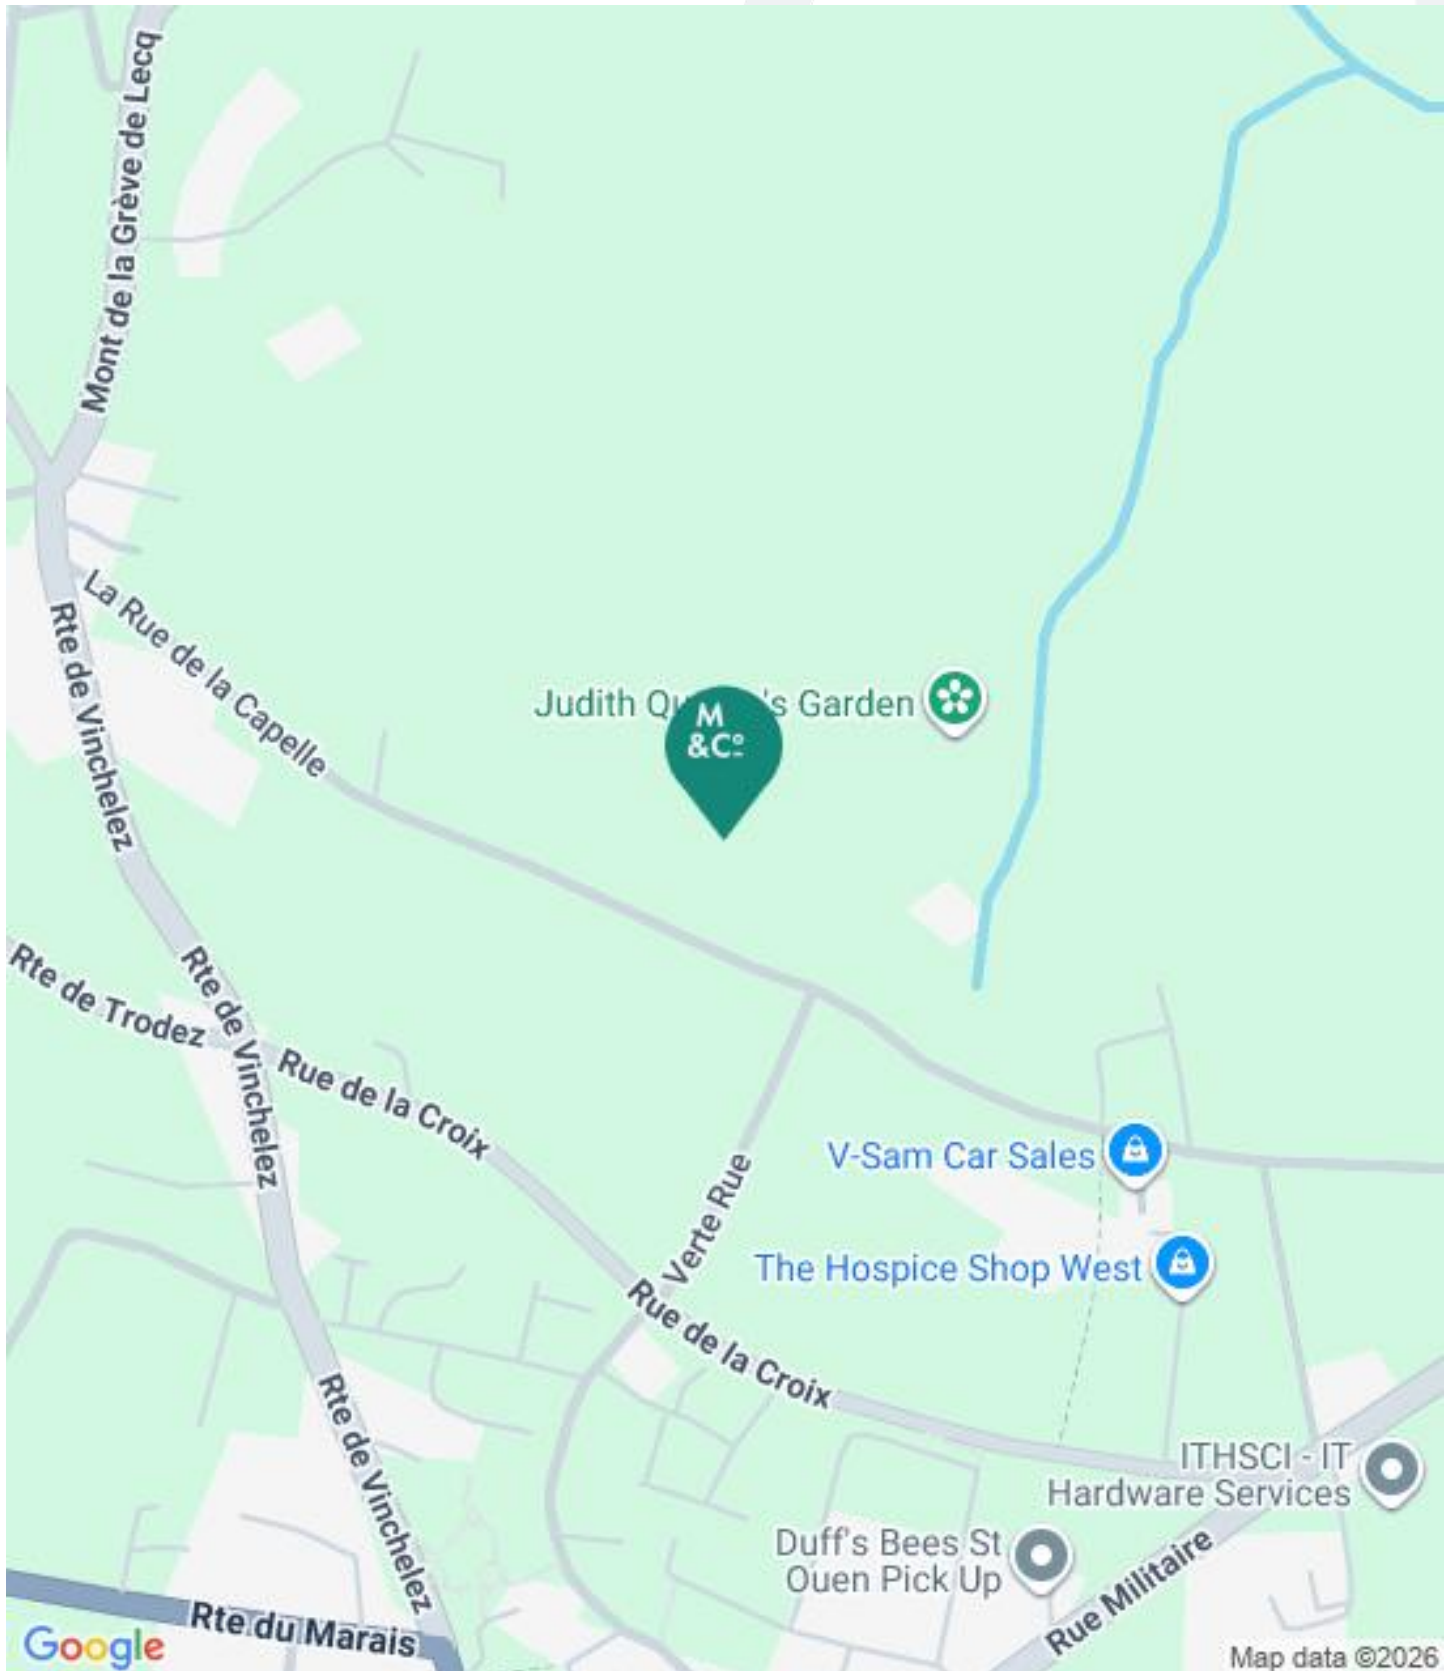 Mont de la Grève de Lecq
La Rue de la Capelle
Rte de Vinchelez
Judith Qu
's Garden
M
&Cº
Rte de Trodez
Rte de Vinchelez
Rue de la Croix
V-Sam Car Sales
Verte Rue
The Hospice Shop West
Rue de la Croix
Rte de Vinchelez
ITHSCI - IT
Hardware Services
Duff's Bees St
Ouen Pick Up
Rue Militaire
Rte du Marais
Google
Map data ©2026